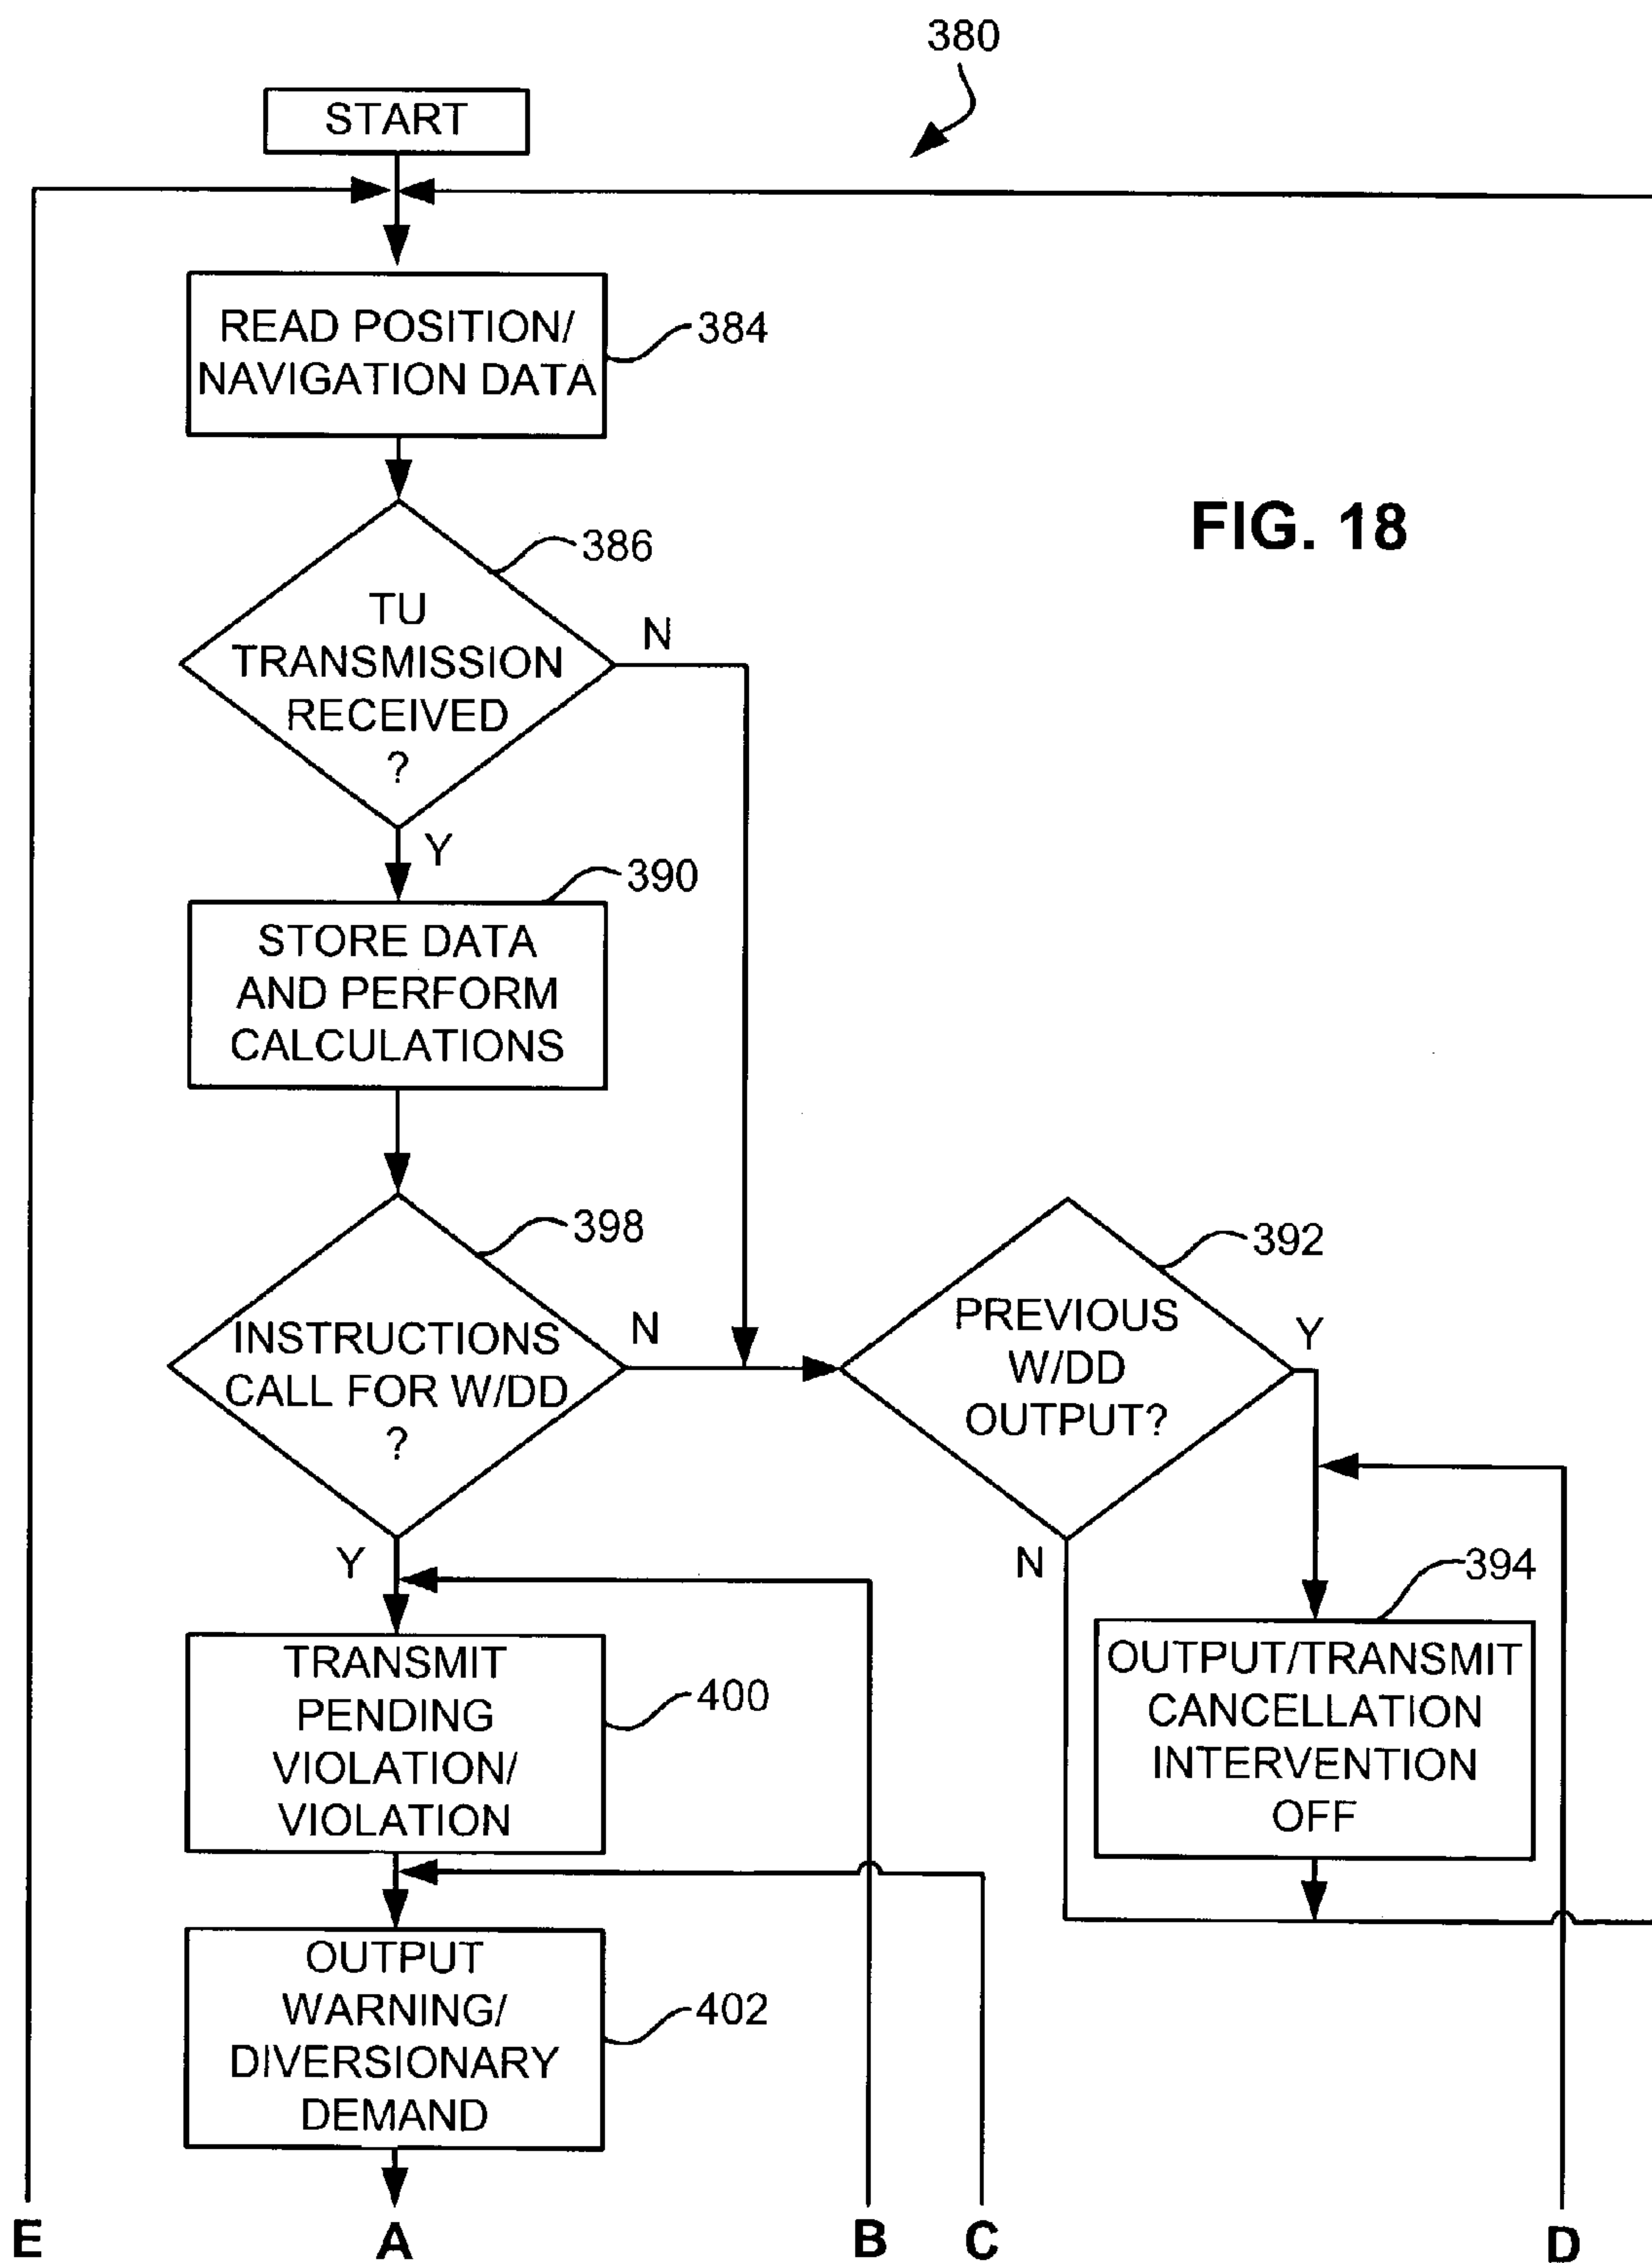 380
START
READ POSITION/
NAVIGATION DATA
384
FIG. 18
386
TU
TRANSMISSION
RECEIVED
?
N
Y
390
STORE DATA
AND PERFORM
CALCULATIONS
398
INSTRUCTIONS
CALL FOR W/DD
?
N
Y
392
PREVIOUS
W/DD
OUTPUT?
Y
N
394
OUTPUT/TRANSMIT
CANCELLATION
INTERVENTION
OFF
TRANSMIT
PENDING
VIOLATION/
VIOLATION
400
OUTPUT
WARNING/
DIVERSIONARY
DEMAND
402
E
A
B
C
D